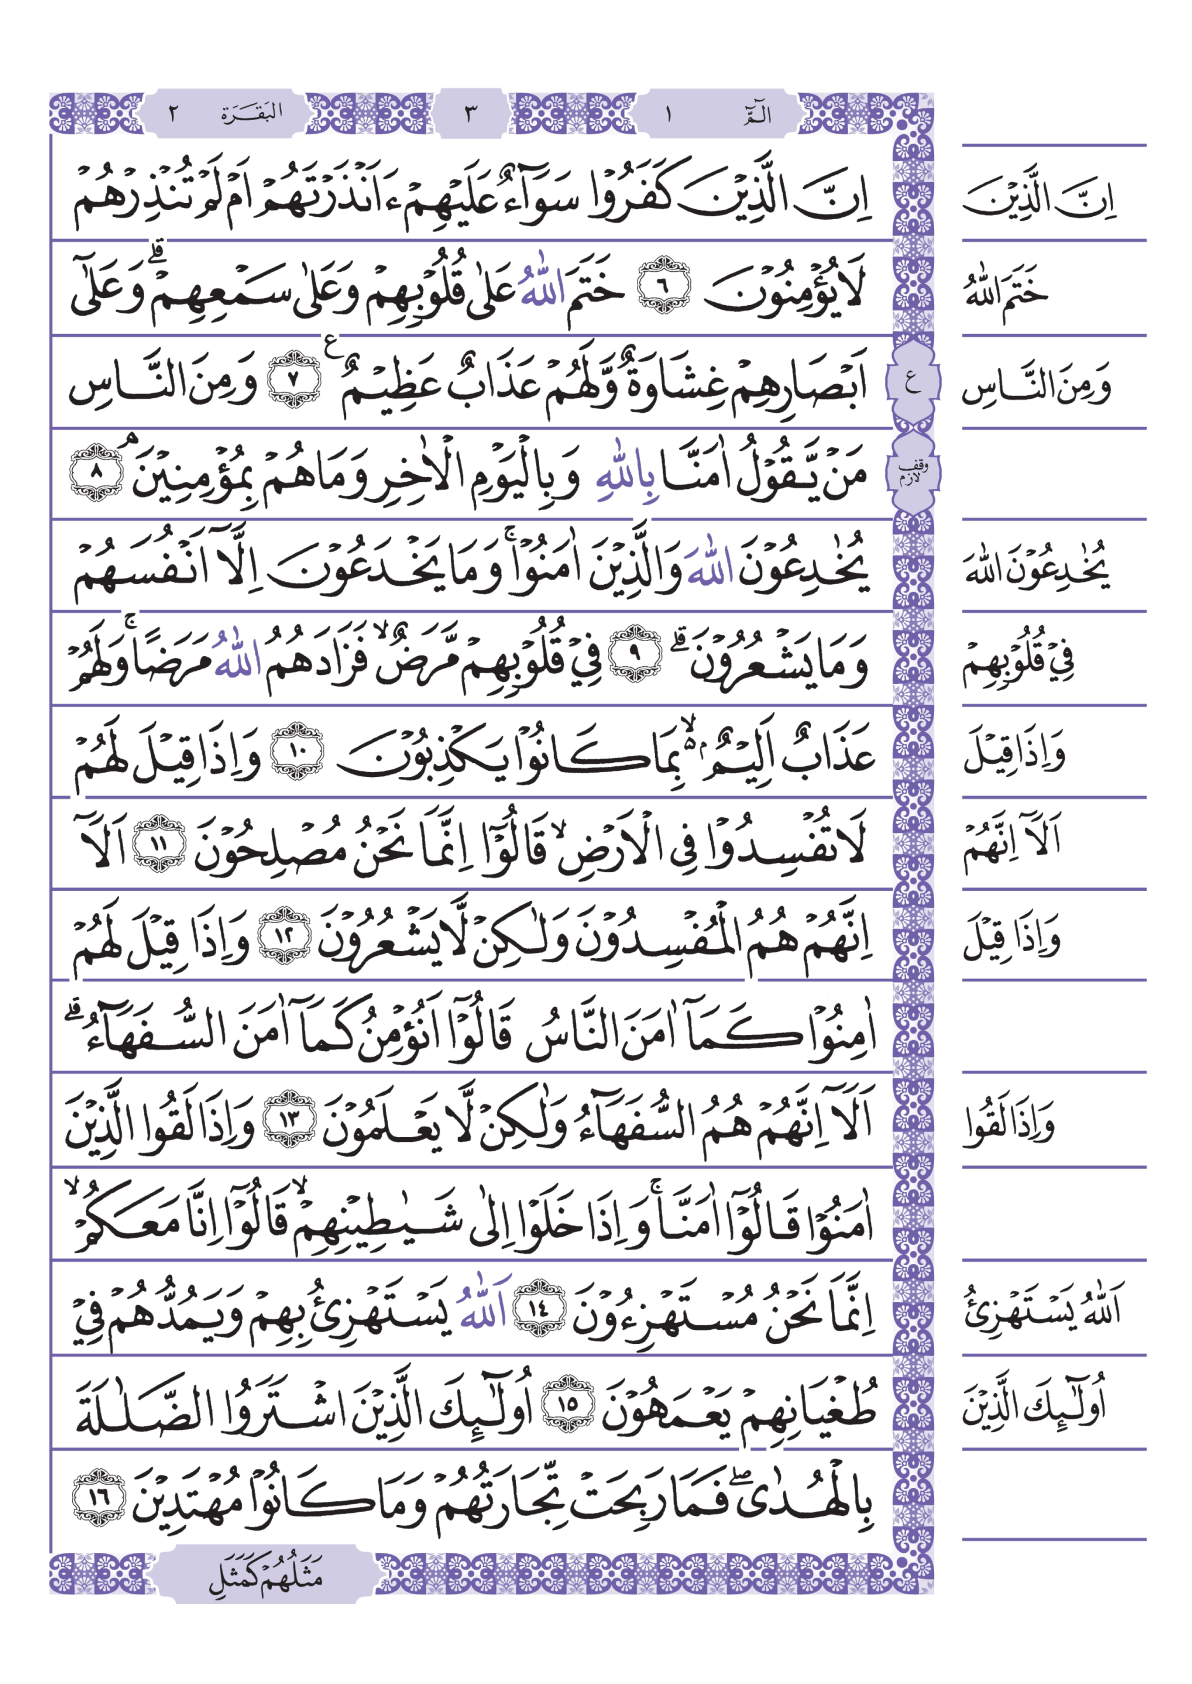 الٓمّٓ ١ ٣ البَقَرَة ٢
اِنَّ الَّذِيْنَ كَفَرُوْا سَوَآءٌ عَلَيْهِمْ ءَاَنْذَرْتَهُمْ اَمْ لَمْ تُنْذِرْهُمْ
اِنَّ الَّذِيْنَ
لَا يُؤْمِنُوْنَ ٦ خَتَمَ اللّٰهُ عَلٰى قُلُوْبِهِمْ وَعَلٰى سَمْعِهِمْ ۗ وَعَلٰٓى
خَتَمَ اللّٰهُ
اَبْصَارِهِمْ غِشَاوَةٌ وَّلَهُمْ عَذَابٌ عَظِيْمٌ ع ٧ وَمِنَ النَّاسِ
ع
وَمِنَ النَّاسِ
مَنْ يَّقُوْلُ اٰمَنَّا بِاللّٰهِ وَبِالْيَوْمِ الْاٰخِرِ وَمَا هُمْ بِمُؤْمِنِيْنَ ۘ ٨
وقف لازم
يُخٰدِعُوْنَ اللّٰهَ وَالَّذِيْنَ اٰمَنُوْا ۚ وَمَا يَخْدَعُوْنَ اِلَّآ اَنْفُسَهُمْ
يُخٰدِعُوْنَ اللّٰهَ
وَمَا يَشْعُرُوْنَ ۗ ٩ فِيْ قُلُوْبِهِمْ مَّرَضٌ ۙ فَزَادَهُمُ اللّٰهُ مَرَضًا ۚ وَلَهُمْ
فِيْ قُلُوْبِهِمْ
عَذَابٌ اَلِيْمٌ ۢ ۙ بِمَا كَانُوْا يَكْذِبُوْنَ ١٠ وَاِذَا قِيْلَ لَهُمْ
وَاِذَا قِيْلَ
لَا تُفْسِدُوْا فِى الْاَرْضِ ۙ قَالُوْٓا اِنَّمَا نَحْنُ مُصْلِحُوْنَ ١١ اَلَآ
اَلَآ اِنَّهُمْ
اِنَّهُمْ هُمُ الْمُفْسِدُوْنَ وَلٰكِنْ لَّا يَشْعُرُوْنَ ١٢ وَاِذَا قِيْلَ لَهُمْ
وَاِذَا قِيْلَ
اٰمِنُوْا كَمَآ اٰمَنَ النَّاسُ قَالُوْٓا اَنُؤْمِنُ كَمَآ اٰمَنَ السُّفَهَآءُ ۗ
اَلَآ اِنَّهُمْ هُمُ السُّفَهَآءُ وَلٰكِنْ لَّا يَعْلَمُوْنَ ١٣ وَاِذَا لَقُوا الَّذِيْنَ
وَاِذَا لَقُوا
اٰمَنُوْا قَالُوْٓا اٰمَنَّا ۚ وَاِذَا خَلَوْا اِلٰى شَيٰطِيْنِهِمْ ۙ قَالُوْٓا اِنَّا مَعَكُمْ ۙ
اِنَّمَا نَحْنُ مُسْتَهْزِءُوْنَ ١٤ اَللّٰهُ يَسْتَهْزِئُ بِهِمْ وَيَمُدُّهُمْ فِيْ
اَللّٰهُ يَسْتَهْزِئُ
طُغْيَانِهِمْ يَعْمَهُوْنَ ١٥ اُولٰٓئِكَ الَّذِيْنَ اشْتَرَوُا الضَّلٰلَةَ
اُولٰٓئِكَ الَّذِيْنَ
بِالْهُدٰى ۖ فَمَا رَبِحَتْ تِّجَارَتُهُمْ وَمَا كَانُوْا مُهْتَدِيْنَ ١٦
مَثَلُهُمْ كَمَثَلِ